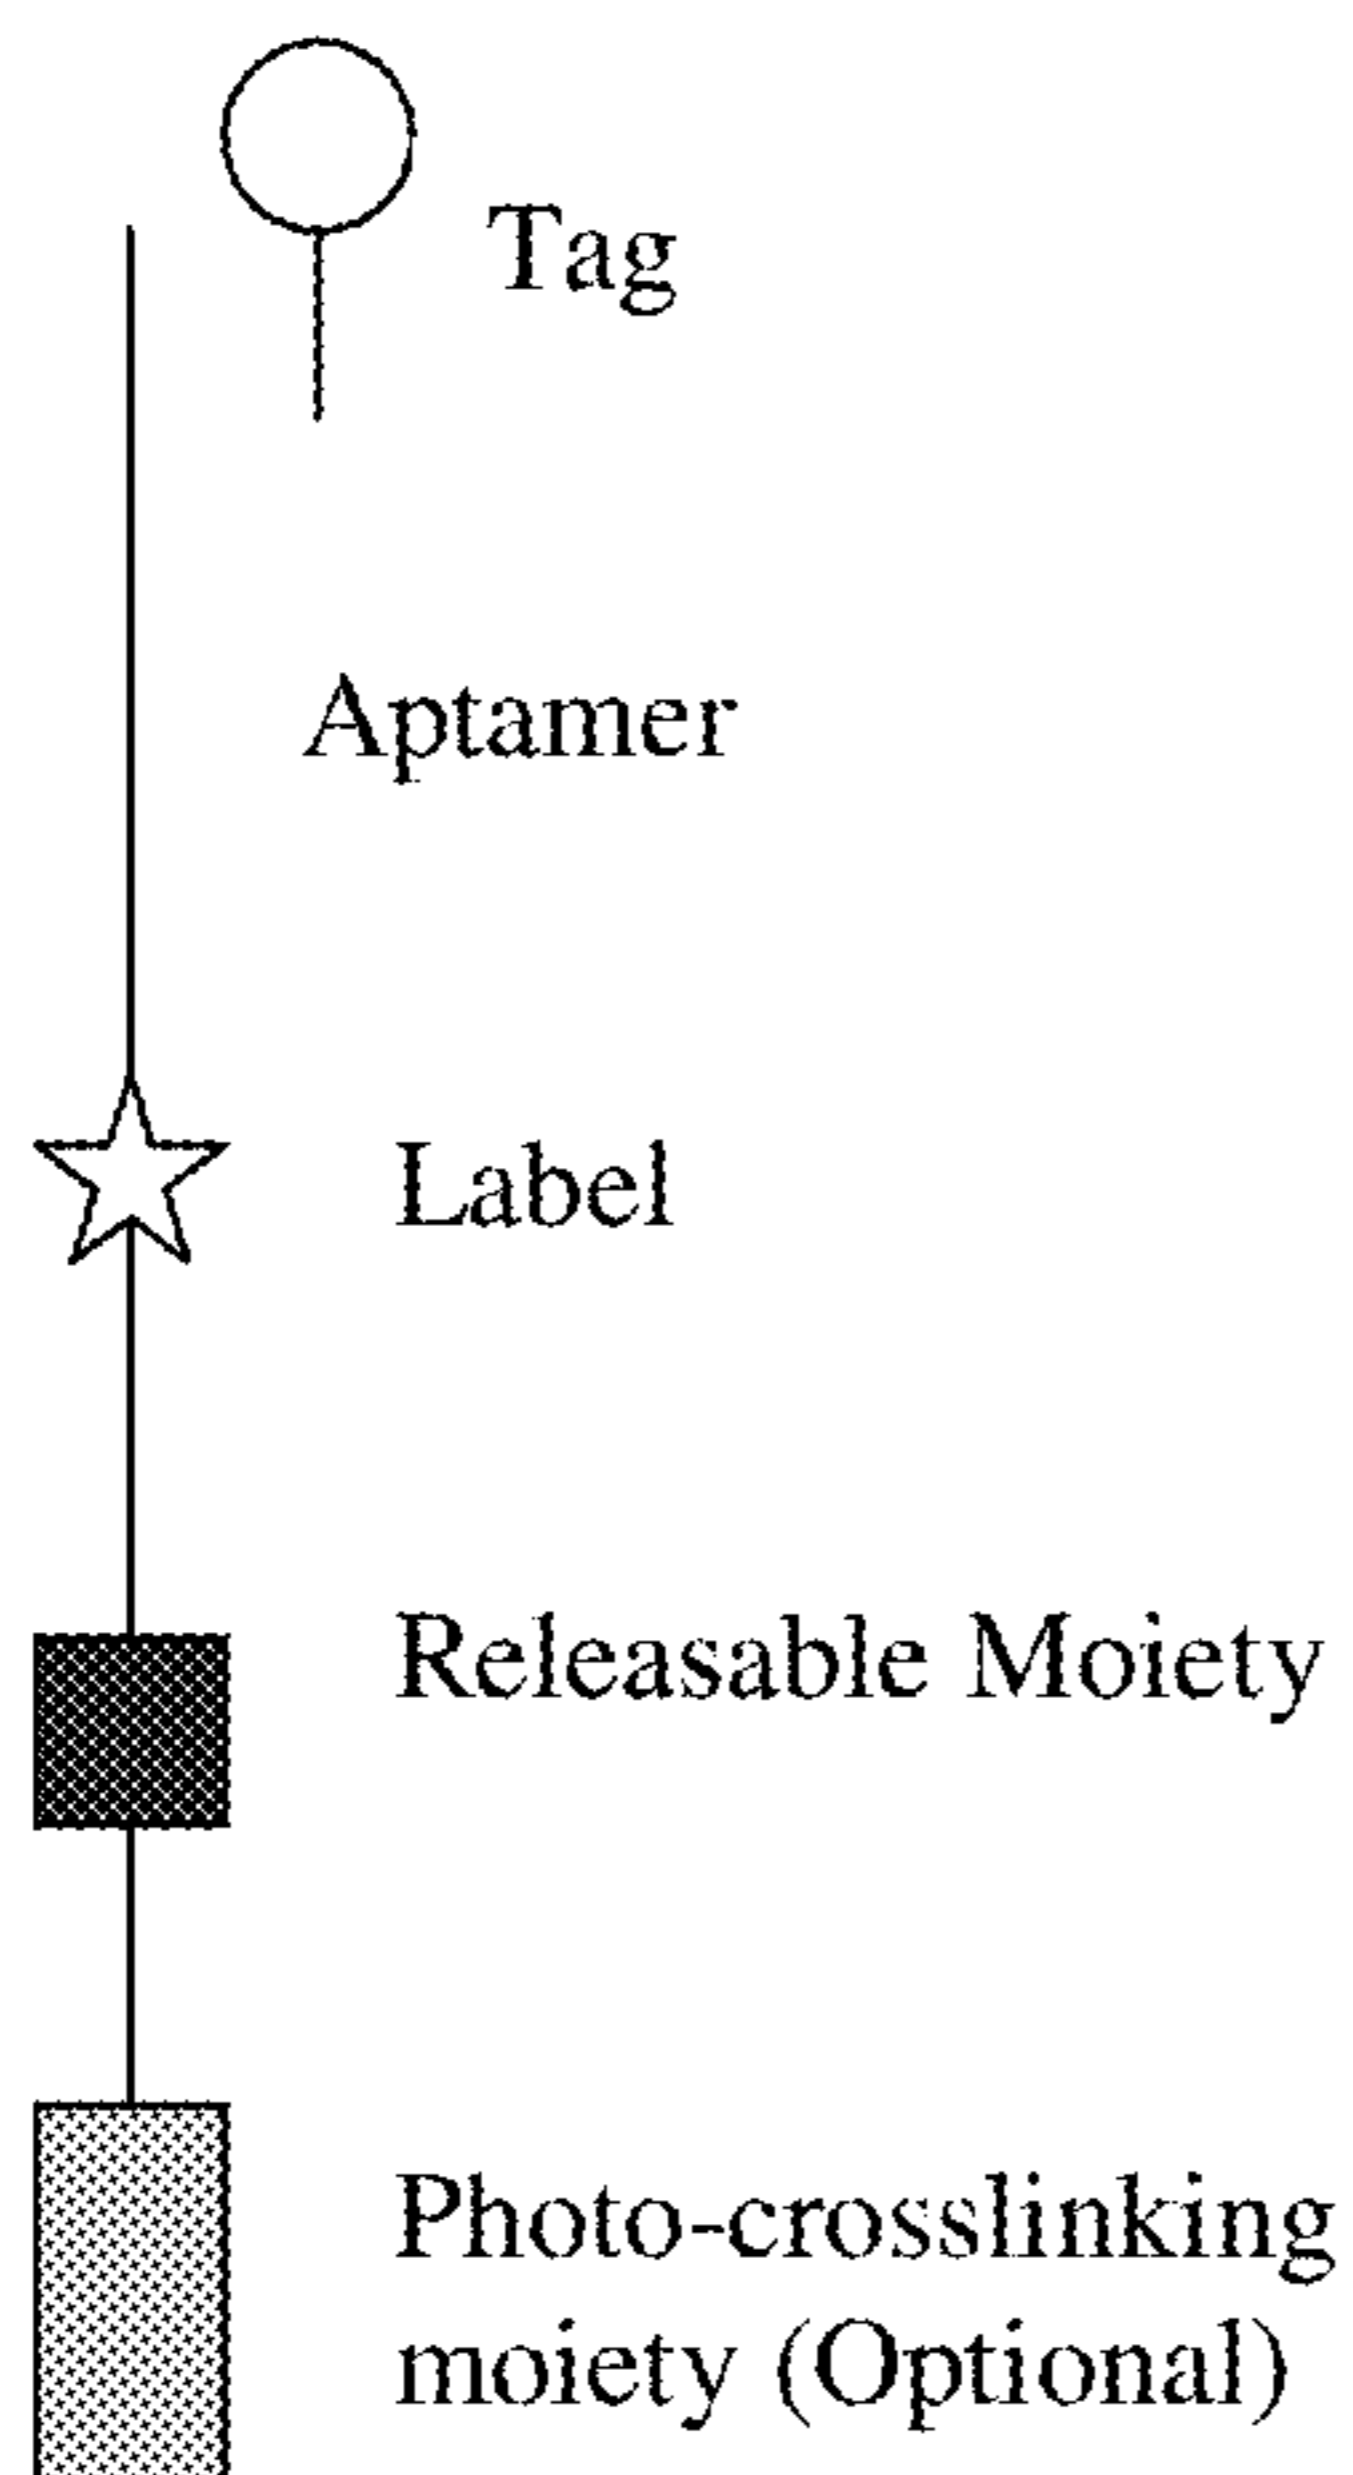 Tag
Aptamer
Label
Releasable Moiety
Photo-crosslinking
moiety (Optional)